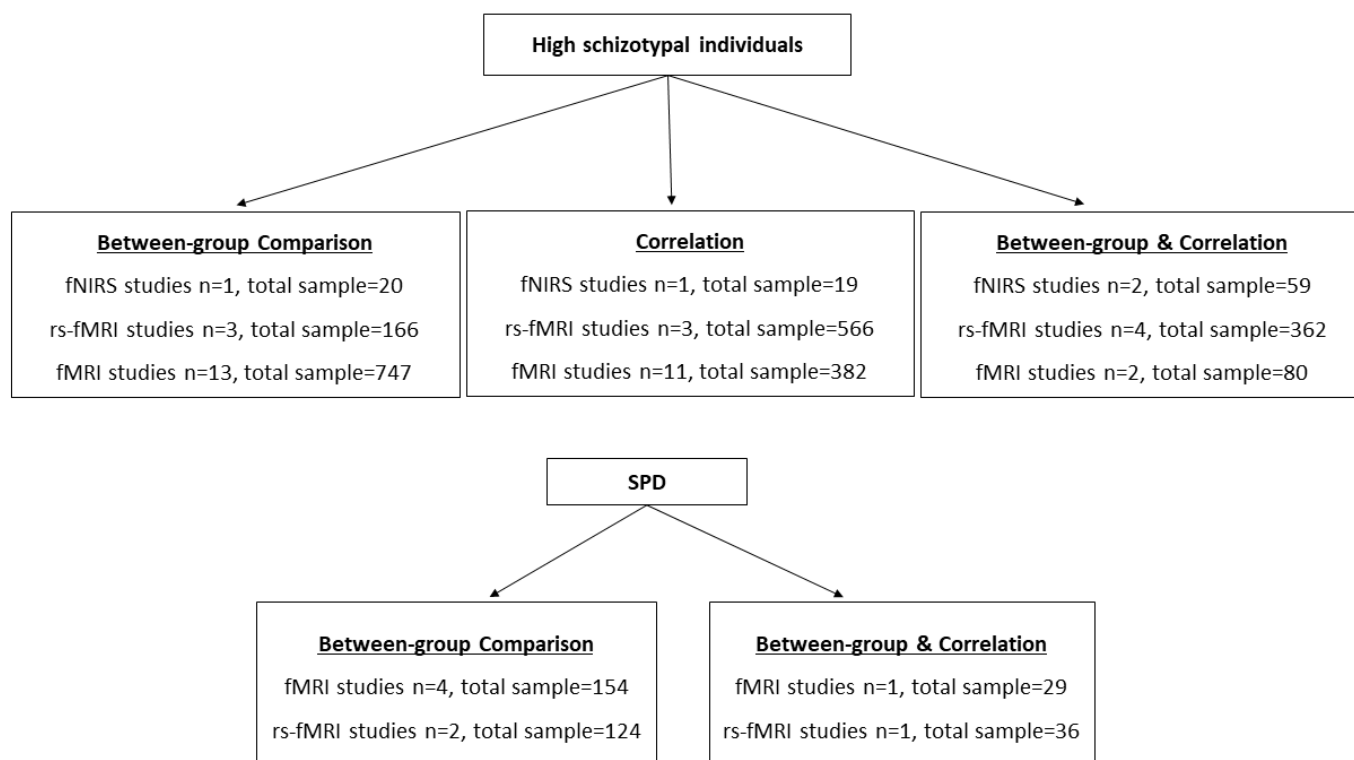 High schizotypal individuals
Between-group Comparison
fNIRS studies n=1, total sample=20
rs-fMRI studies n=3, total sample=166
fMRI studies n=13, total sample=747
Correlation
fNIRS studies n=1, total sample=19
rs-fMRI studies n=3, total sample=566
fMRI studies n=11, total sample=382
Between-group & Correlation
fNIRS studies n=2, total sample=59
rs-fMRI studies n=4, total sample=362
fMRI studies n=2, total sample=80
SPD
Between-group Comparison
fMRI studies n=4, total sample=154
rs-fMRI studies n=2, total sample=124
Between-group & Correlation
fMRI studies n=1, total sample=29
rs-fMRI studies n=1, total sample=36